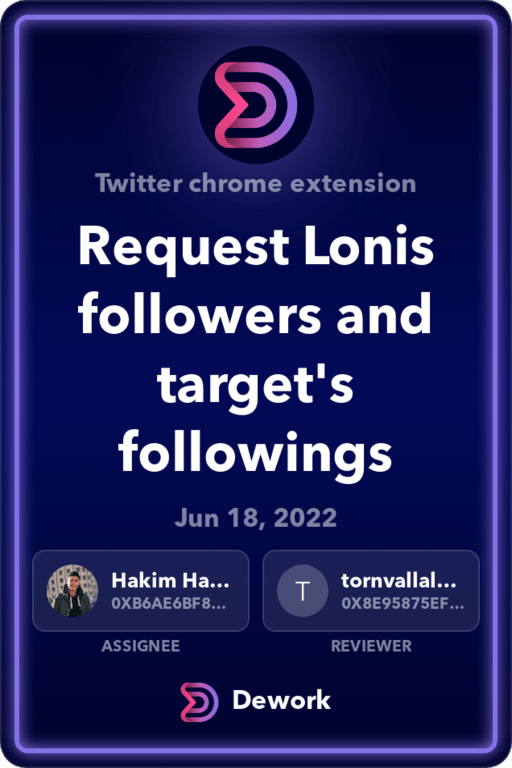 Twitter chrome extension
Request Lonis
followers and
target's
followings
Jun 18, 2022
Hakim Ha...
0XB6AE6BF8...
ASSIGNEE
T
tornvallal...
0X8E95875EF...
REVIEWER
Dework